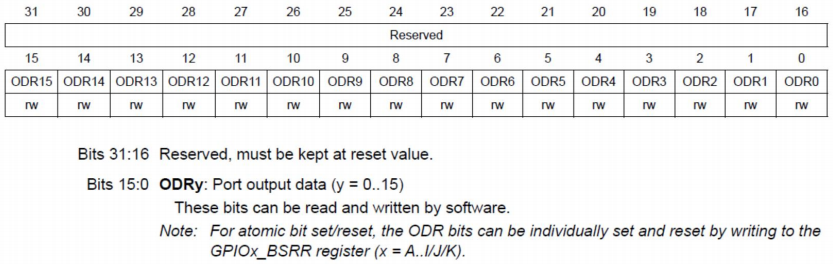 31 30 29 28 27 26 25 24 23 22 21 20 19 18 17 16
Reserved
15 14 13 12 11 10 9 8 7 6 5 4 3 2 1 0
ODR15 ODR14 ODR13 ODR12 ODR11 ODR10 ODR9 ODR8 ODR7 ODR6 ODR5 ODR4 ODR3 ODR2 ODR1 ODR0
rw rw rw rw rw rw rw rw rw rw rw rw rw rw rw rw
Bits 31:16 Reserved, must be kept at reset value.
Bits 15:0 ODRy: Port output data (y = 0..15)
These bits can be read and written by software.
Note: For atomic bit set/reset, the ODR bits can be individually set and reset by writing to the
GPIOx_BSRR register (x = A..I/J/K).